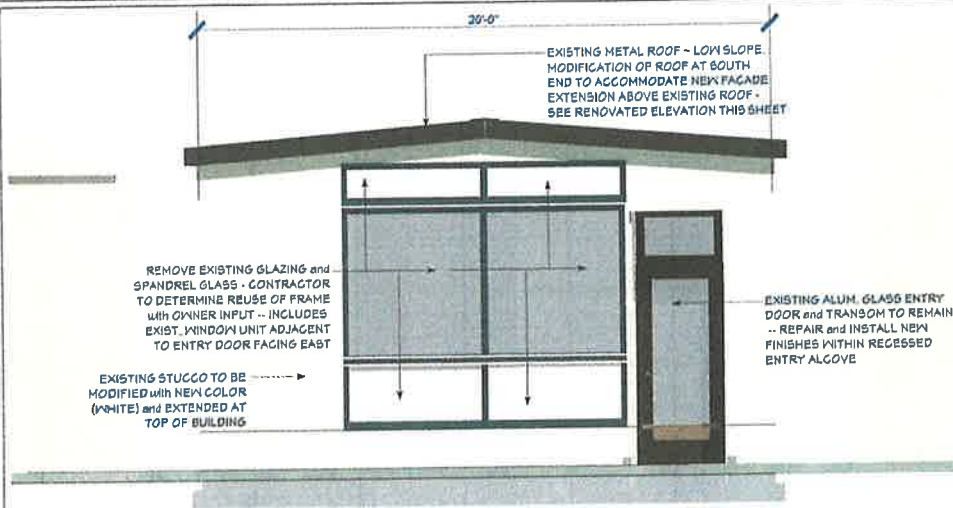 20'-0"
EXISTING METAL ROOF - LOW SLOPE.
MODIFICATION OF ROOF AT SOUTH
END TO ACCOMMODATE NEW FACADE
EXTENSION ABOVE EXISTING ROOF -
SEE RENOVATED ELEVATION THIS SHEET
REMOVE EXISTING GLAZING and
SPANDREL GLASS - CONTRACTOR
TO DETERMINE REUSE OF FRAME
with OWNER INPUT -- INCLUDES
EXIST. WINDOW UNIT ADJACENT
TO ENTRY DOOR FACING EAST
EXISTING ALUM. GLASS ENTRY
DOOR and TRANSOM TO REMAIN
-- REPAIR and INSTALL NEW
FINISHES WITHIN RECESSED
ENTRY ALCOVE
EXISTING STUCCO TO BE
MODIFIED with NEW COLOR
(WHITE) and EXTENDED AT
TOP OF BUILDING